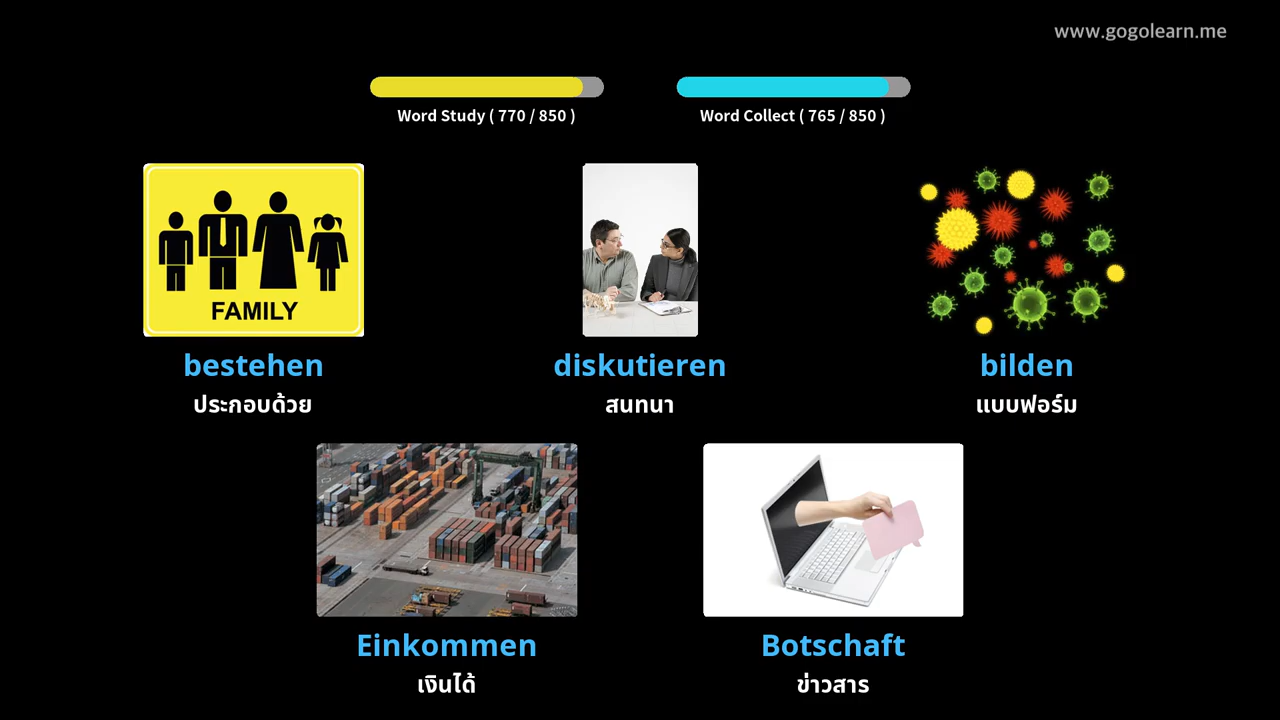 www.gogolearn.me
Word Study ( 770 / 850 )
Word Collect ( 765 / 850 )
FAMILY
bestehen
ประกอบด้วย
diskutieren
สนทนา
bilden
แบบฟอร์ม
Einkommen
เงินได้
Botschaft
ข่าวสาร